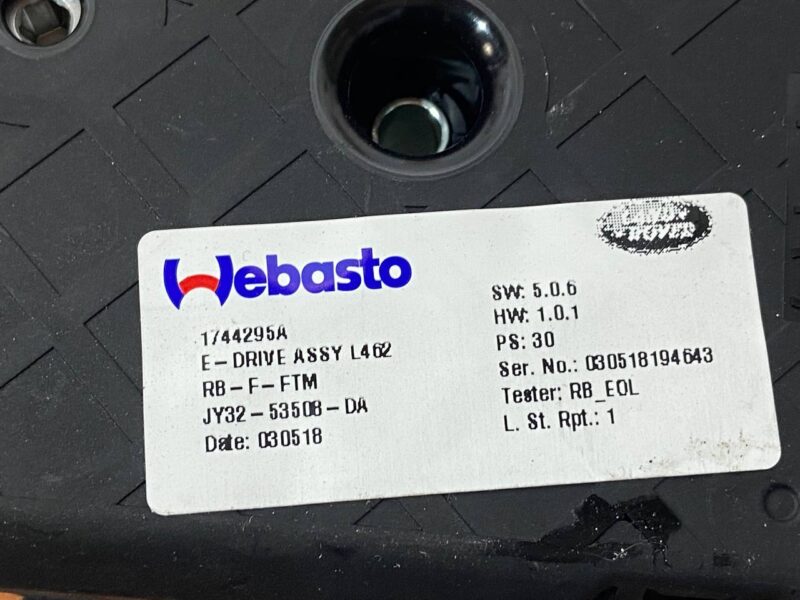 Webasto
1744295A
E-DRIVE ASSY L462
RB-F-FTM
JY32-53508-DA
Date: 030518
LAND ROVER
SW: 5.0.6
HW: 1.0.1
PS: 30
Ser. No.: 030518194643
Tester: RB_EOL
L. St. Rpt.: 1